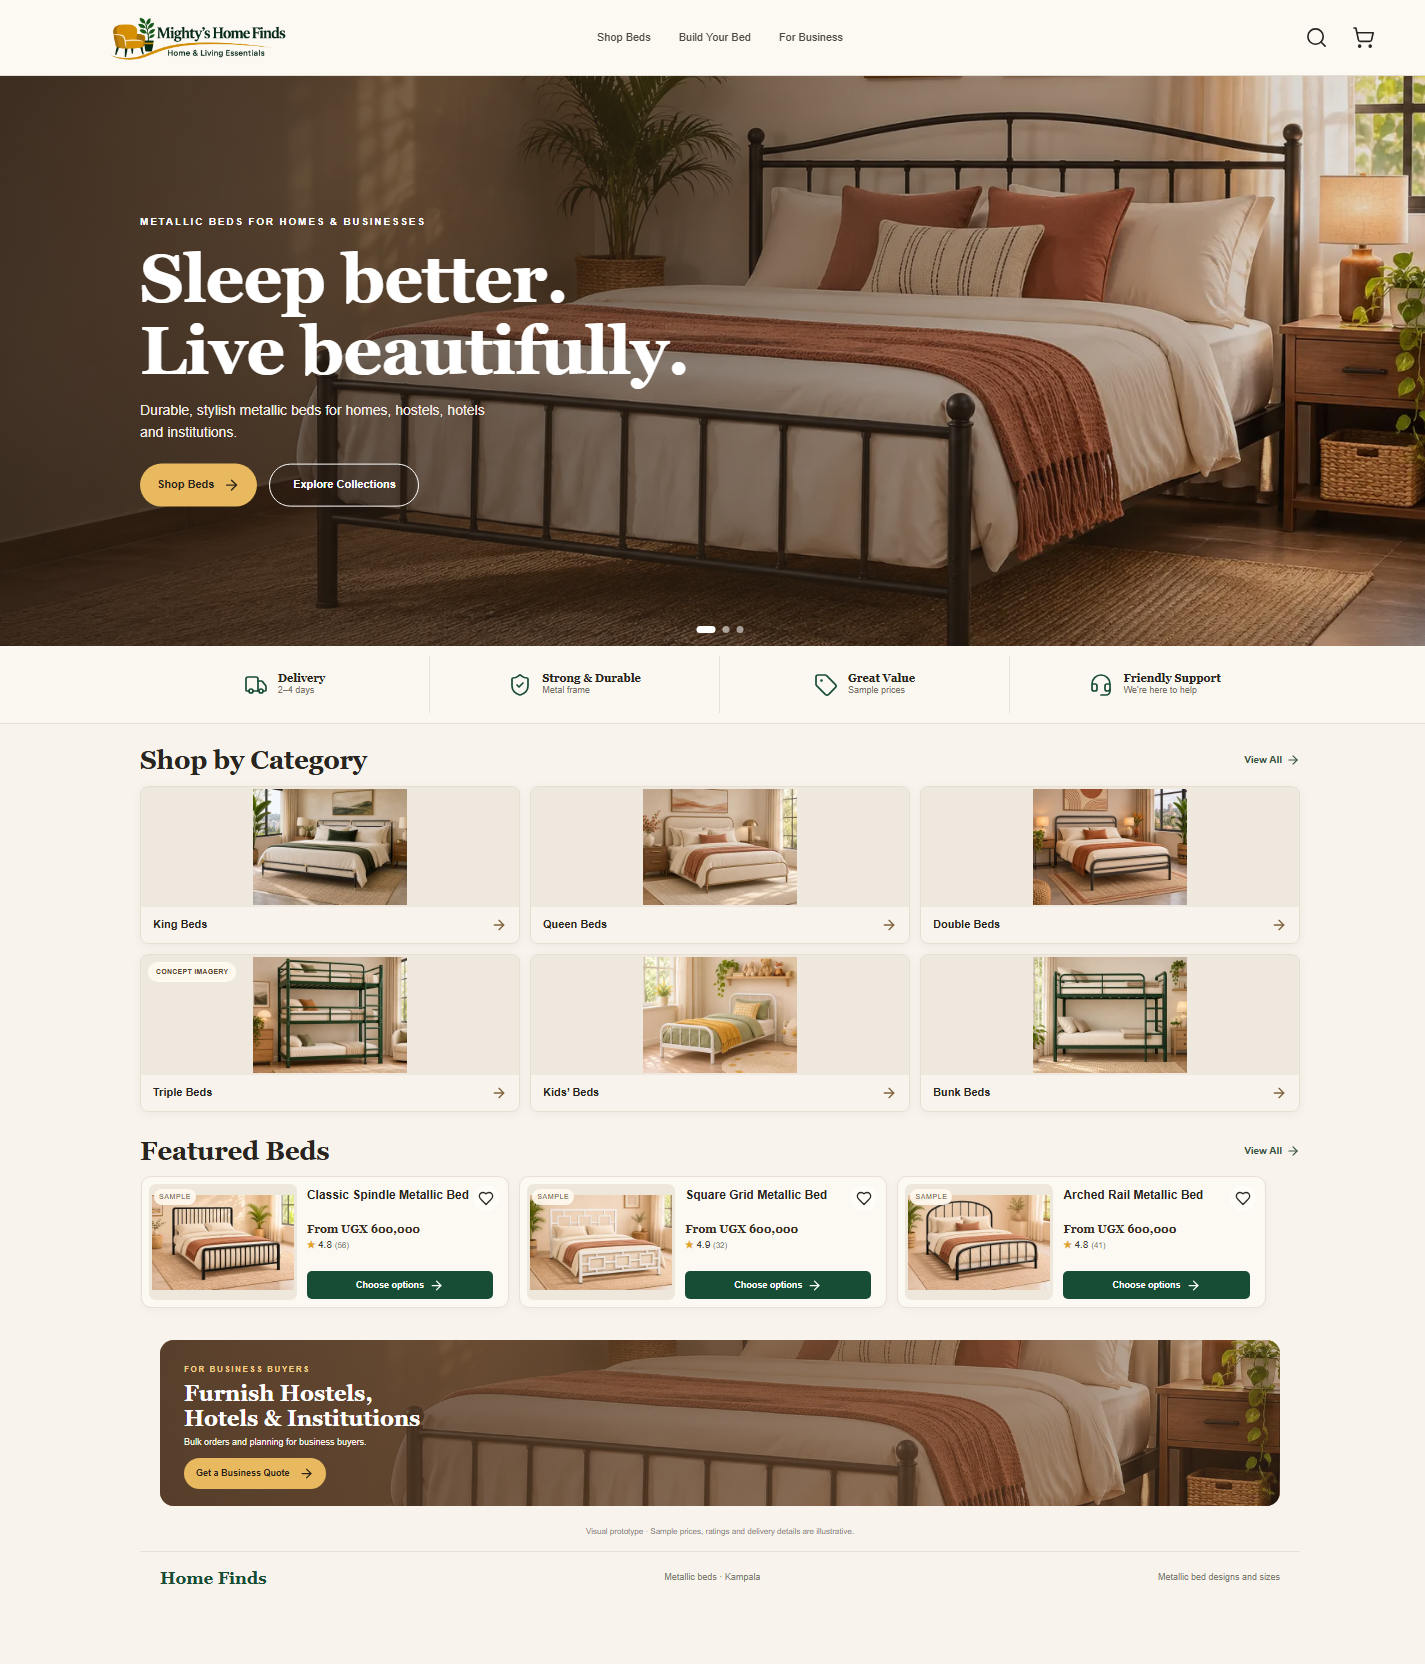 Mighty's Home Finds
Home & Living Essentials
Shop Beds
Build Your Bed
For Business
METALLIC BEDS FOR HOMES & BUSINESSES
Sleep better.
Live beautifully.
Durable, stylish metallic beds for homes, hostels, hotels
and institutions.
Shop Beds
Explore Collections
Delivery
2–4 days
Strong & Durable
Metal frame
Great Value
Sample prices
Friendly Support
We're here to help
Shop by Category
View All
King Beds
Queen Beds
Double Beds
CONCEPT IMAGERY
Triple Beds
Kids' Beds
Bunk Beds
Featured Beds
View All
SAMPLE
Classic Spindle Metallic Bed
From UGX 600,000
★ 4.8 (56)
Choose options
SAMPLE
Square Grid Metallic Bed
From UGX 600,000
★ 4.9 (32)
Choose options
SAMPLE
Arched Rail Metallic Bed
From UGX 600,000
★ 4.8 (41)
Choose options
FOR BUSINESS BUYERS
Furnish Hostels,
Hotels & Institutions
Bulk orders and planning for business buyers.
Get a Business Quote
Visual prototype · Sample prices, ratings and delivery details are illustrative.
Home Finds
Metallic beds · Kampala
Metallic bed designs and sizes